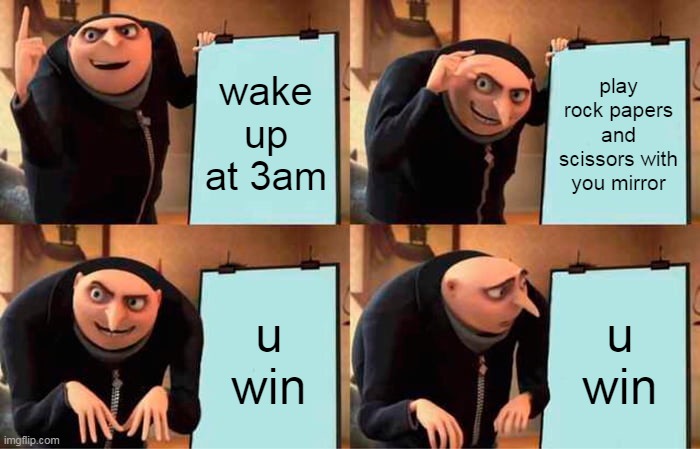 wake
up
at 3am
play
rock papers
and
scissors with
you mirror
u
win
u
win
imgflip.com